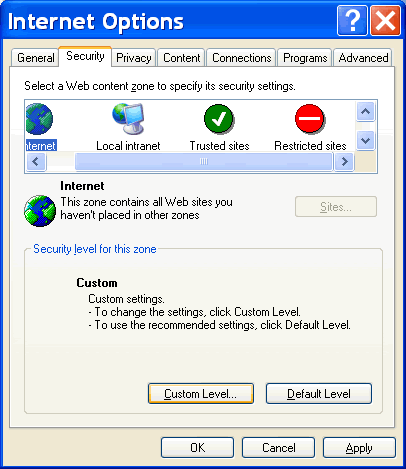 Internet Options
General Security Privacy Content Connections Programs Advanced
Select a Web content zone to specify its security settings.
nternet Local intranet Trusted sites Restricted sites
Internet
This zone contains all Web sites you
haven't placed in other zones
Sites...
Security level for this zone
Custom
Custom settings.
- To change the settings, click Custom Level.
- To use the recommended settings, click Default Level.
Custom Level... Default Level
OK Cancel Apply